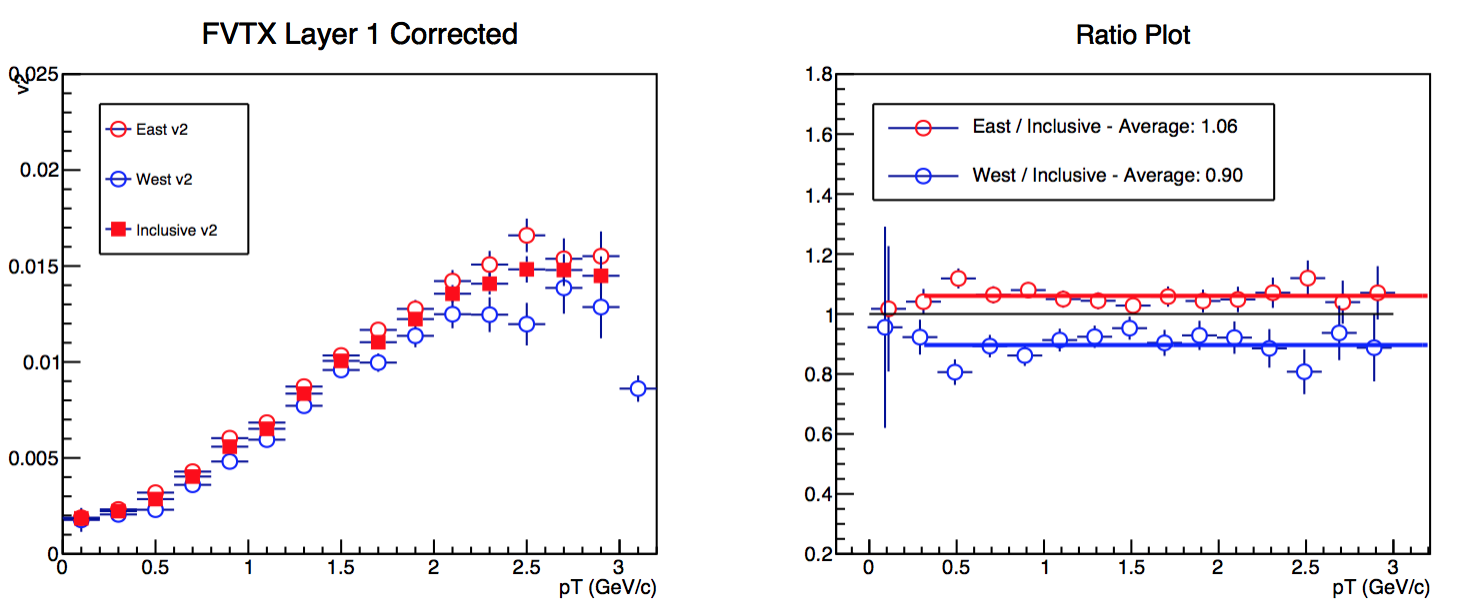 FVTX Layer 1 Corrected
v2
0.025
0.02
0.015
0.01
0.005
0
East v2
West v2
Inclusive v2
0 0.5 1 1.5 2 2.5 3
pT (GeV/c)
Ratio Plot
1.8
1.6
1.4
1.2
1
0.8
0.6
0.4
0.2
East / Inclusive - Average: 1.06
West / Inclusive - Average: 0.90
0 0.5 1 1.5 2 2.5 3
pT (GeV/c)